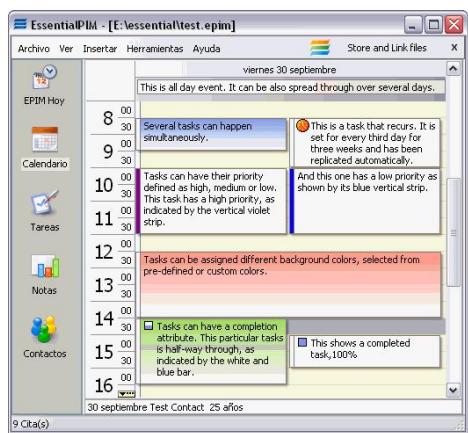 EssentialPIM - [E:\essential\test.epim]
Archivo Ver Insertar Herramientas Ayuda Store and Link files X
viernes 30 septiembre
This is all day event. It can be also spread through over several days.
EPIM Hoy
Calendario
Tareas
Notas
Contactos
8 00
30
9 00
30
10 00
30
11 00
30
12 00
30
13 00
30
14 00
30
15 00
30
16 00
Several tasks can happen
simultaneously.
This is a task that recurs. It is
set for every third day for
three weeks and has been
replicated automatically.
Tasks can have their priority
defined as high, medium or low.
This task has a high priority, as
indicated by the vertical violet
strip.
And this one has a low priority as
shown by its blue vertical strip.
Tasks can be assigned different background colors, selected from
pre-defined or custom colors.
Tasks can have a completion
attribute. This particular tasks
is half-way through, as
indicated by the white and
blue bar.
This shows a completed
task,100%
30 septiembre Test Contact 25 años
9 Cita(s)